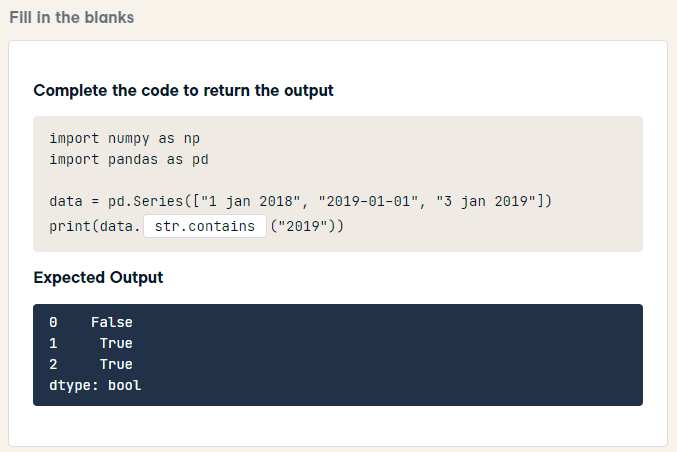 Fill in the blanks
Complete the code to return the output
import numpy as np
import pandas as pd
data = pd.Series(["1 jan 2018", "2019-01-01", "3 jan 2019"])
print(data. str.contains ("2019"))
Expected Output
0    False
1     True
2     True
dtype: bool